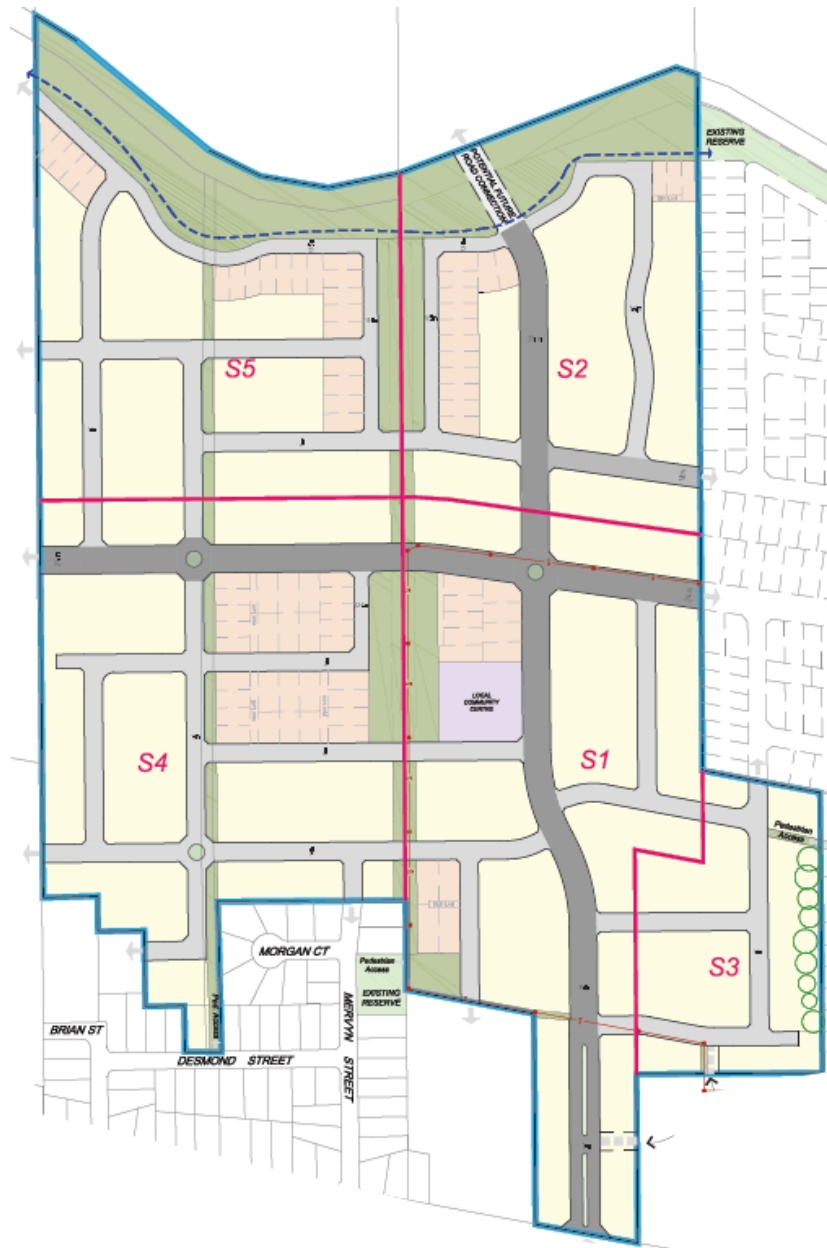 EXISTING
RESERVE
POTENTIAL FUTURE
ROAD CONNECTION
S5
S2
LOCAL
COMMUNITY
CENTRE
S4
S1
Pedestrian
Access
S3
MORGAN CT
Pedestrian
Access
EXISTING
RESERVE
Ped Access
MERVYN STREET
BRIAN ST
DESMOND STREET